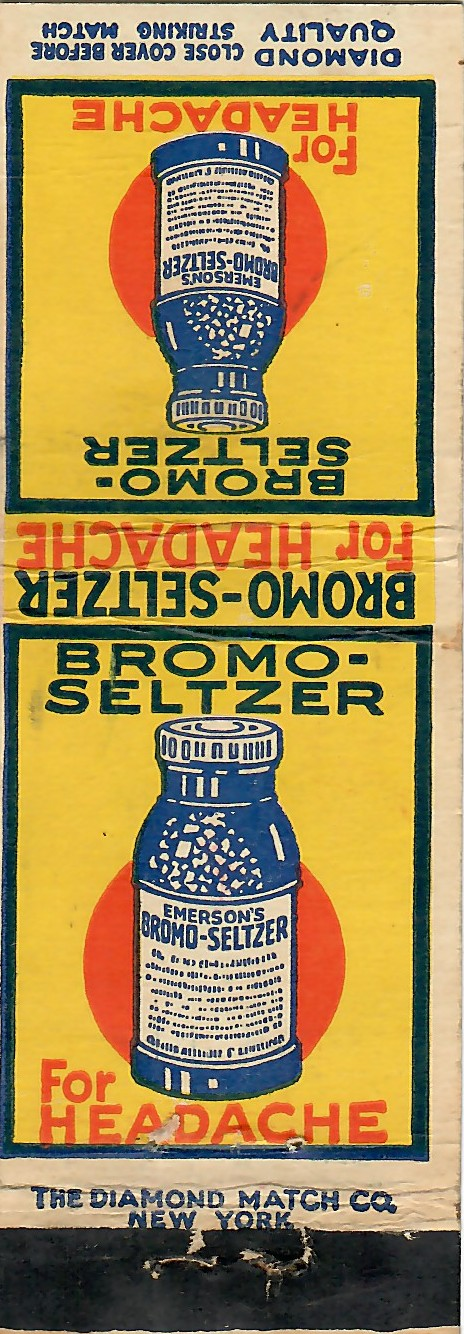 DIAMOND CLOSE COVER BEFORE
QUALITY STRIKING MATCH
For
HEADACHE
EMERSON'S
BROMO-SELTZER
BROMO-
SELTZER
For HEADACHE
BROMO-SELTZER
BROMO-
SELTZER
EMERSON'S
BROMO-SELTZER
For
HEADACHE
THE DIAMOND MATCH CO.
NEW YORK